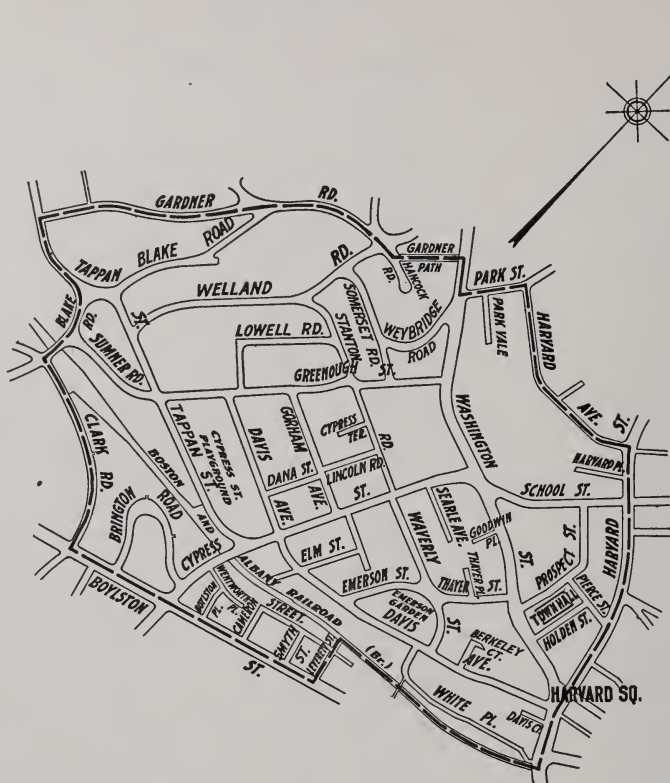 GARDNER RD.
GARDNER PATH
PARK ST.
BLAKE ROAD
TAPPAN ST.
WELLAND RD.
HANCOCK RD.
SOMERSET RD.
WEYBRIDGE ROAD
PARK VALE
HARVARD AVE.
ST.
BLAKE RD.
SUMNER RD.
LOWELL RD.
STANTON RD.
GREENOUGH ST.
WASHINGTON ST.
HARVARD PL.
CLARK RD.
TAPPAN ST.
CYPRESS ST. PLAYGROUND
DAVIS AVE.
GORHAM AVE.
CYPRESS TER.
DANA ST.
LINCOLN RD.
SCHOOL ST.
BOSTON AND ALBANY RAILROAD (Br.)
BRINGTON ROAD
CYPRESS ST.
SEARLE AVE.
GOODWIN PL.
WAVERLY ST.
PROSPECT ST.
HARVARD
ELM ST.
EMERSON ST.
THAYER PL.
THAYER ST.
PIERCE ST.
TOWN HALL
HOLDEN ST.
EMERSON GARDEN
DAVIS AVE.
BERKELEY CT.
BOYLSTON ST.
BOYLSTON PL.
WENTWORTH PL.
CAMERON STREET.
SMYTH ST.
WHITE PL.
DAVIS CT.
HARVARD SQ.